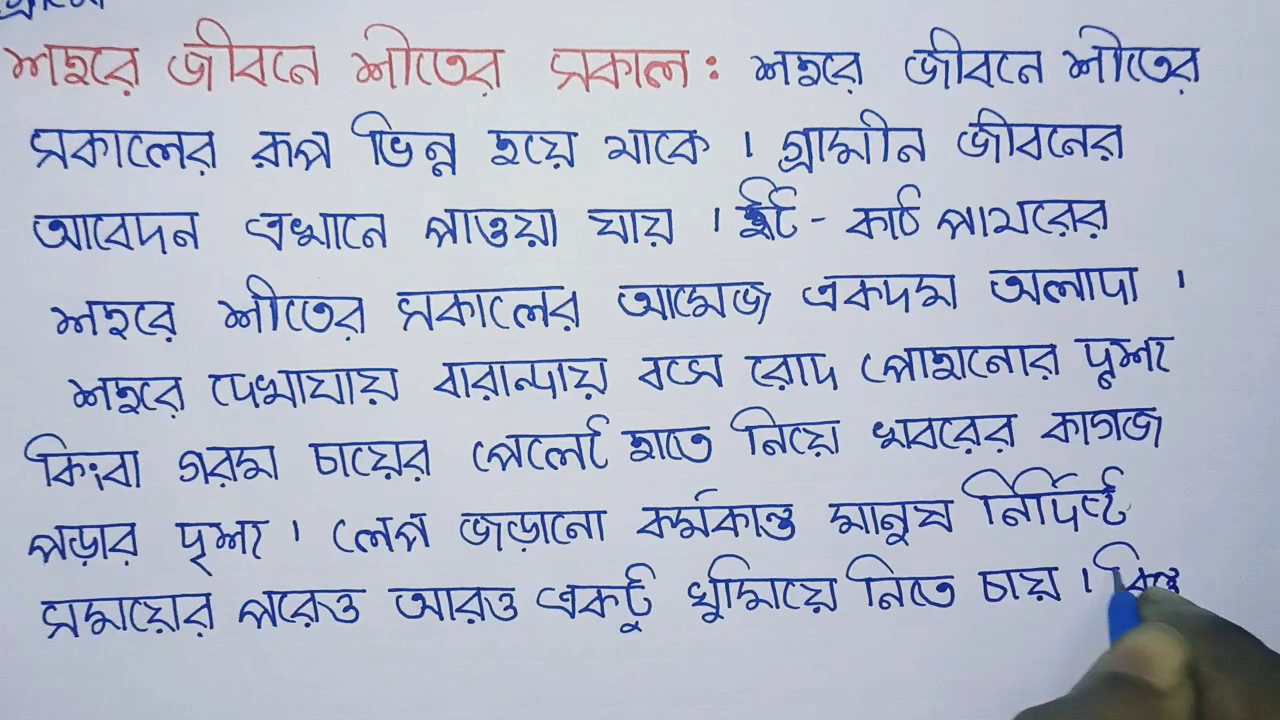 শহরে জীবনে শীতের সকাল : শহরে জীবনে শীতের
সকালের রূপ ভিন্ন হয়ে থাকে । গ্রামীন জীবনের
আবেদন এখানে পাওয়া যায় । ইট - কাঠ পাথরের
শহরে শীতের সকালের আমেজ একদম অলাদা ।
শহরে দেখাযায় বারান্দায় বসে রোদ পোহানোর দৃশ্য
কিংবা গরম চায়ের পেলেট হাতে নিয়ে খবরের কাগজ
পড়ার দৃশ্য । লেপ জড়ানো কর্মকান্ত মানুষ নির্দিষ্ট
সময়ের পরেও আরও একটু ঘুমিয়ে নিতে চায় ।